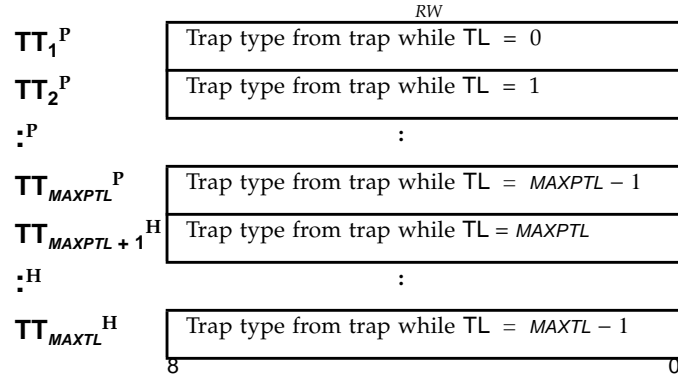 RW
TT1P Trap type from trap while TL = 0
TT2P Trap type from trap while TL = 1
:P :
TTMAXPTLP Trap type from trap while TL = MAXPTL – 1
TTMAXPTL + 1H Trap type from trap while TL = MAXPTL
:H :
TTMAXTLH Trap type from trap while TL = MAXTL – 1
8 0